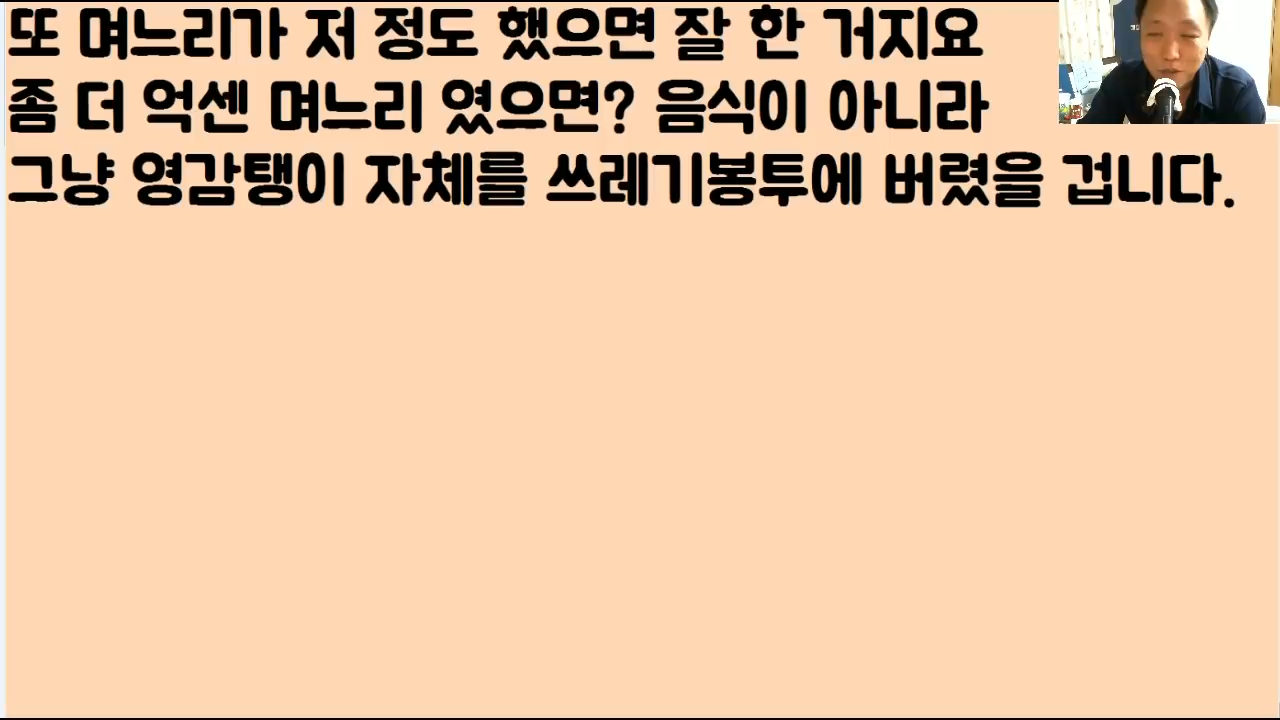 또 며느리가 저 정도 했으면 잘 한 거지요
좀 더 억센 며느리 였으면? 음식이 아니라
그냥 영감탱이 자체를 쓰레기봉투에 버렸을 겁니다.